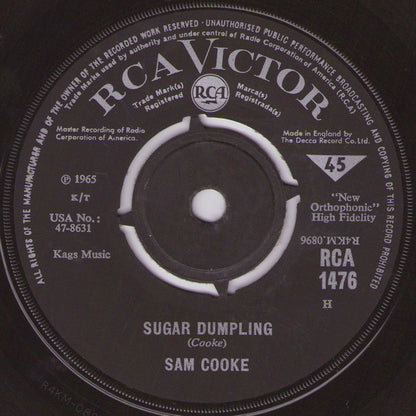 ALL RIGHTS OF THE MANUFACTURER AND OF THE OWNER OF THE RECORDED WORK RESERVED · UNAUTHORISED PUBLIC PERFORMANCE BROADCASTING AND COPYING OF THIS RECORD PROHIBITED
Trade Marks used by authority and under control of Radio Corporation of America (R.C.A.)
RCA VICTOR
Trade Mark(s)
Registered
RCA
Marca(s)
Registrada(s)
Master Recording of Radio
Corporation of America.
Made in England by
The Decca Record Co. Ltd.
45
℗ 1965
K/T
USA No.:
47-8631
Kags Music
"New
Orthophonic"
High Fidelity
R4KM.0896
RCA
1476
H
SUGAR DUMPLING
(Cooke)
SAM COOKE